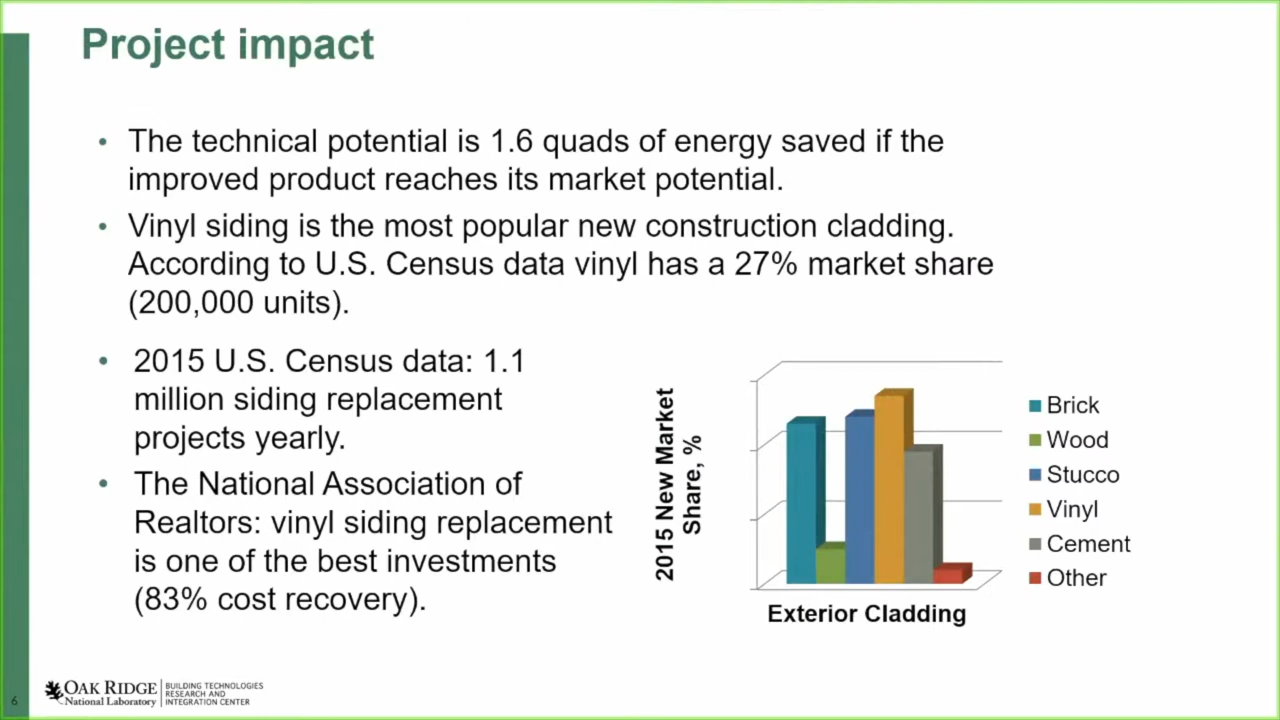 Project impact
• The technical potential is 1.6 quads of energy saved if the
improved product reaches its market potential.
• Vinyl siding is the most popular new construction cladding.
According to U.S. Census data vinyl has a 27% market share
(200,000 units).
• 2015 U.S. Census data: 1.1
million siding replacement
projects yearly.
• The National Association of
Realtors: vinyl siding replacement
is one of the best investments
(83% cost recovery).
2015 New Market
Share, %
Exterior Cladding
Brick
Wood
Stucco
Vinyl
Cement
Other
6
OAK RIDGE
National Laboratory
BUILDING TECHNOLOGIES
RESEARCH AND
INTEGRATION CENTER